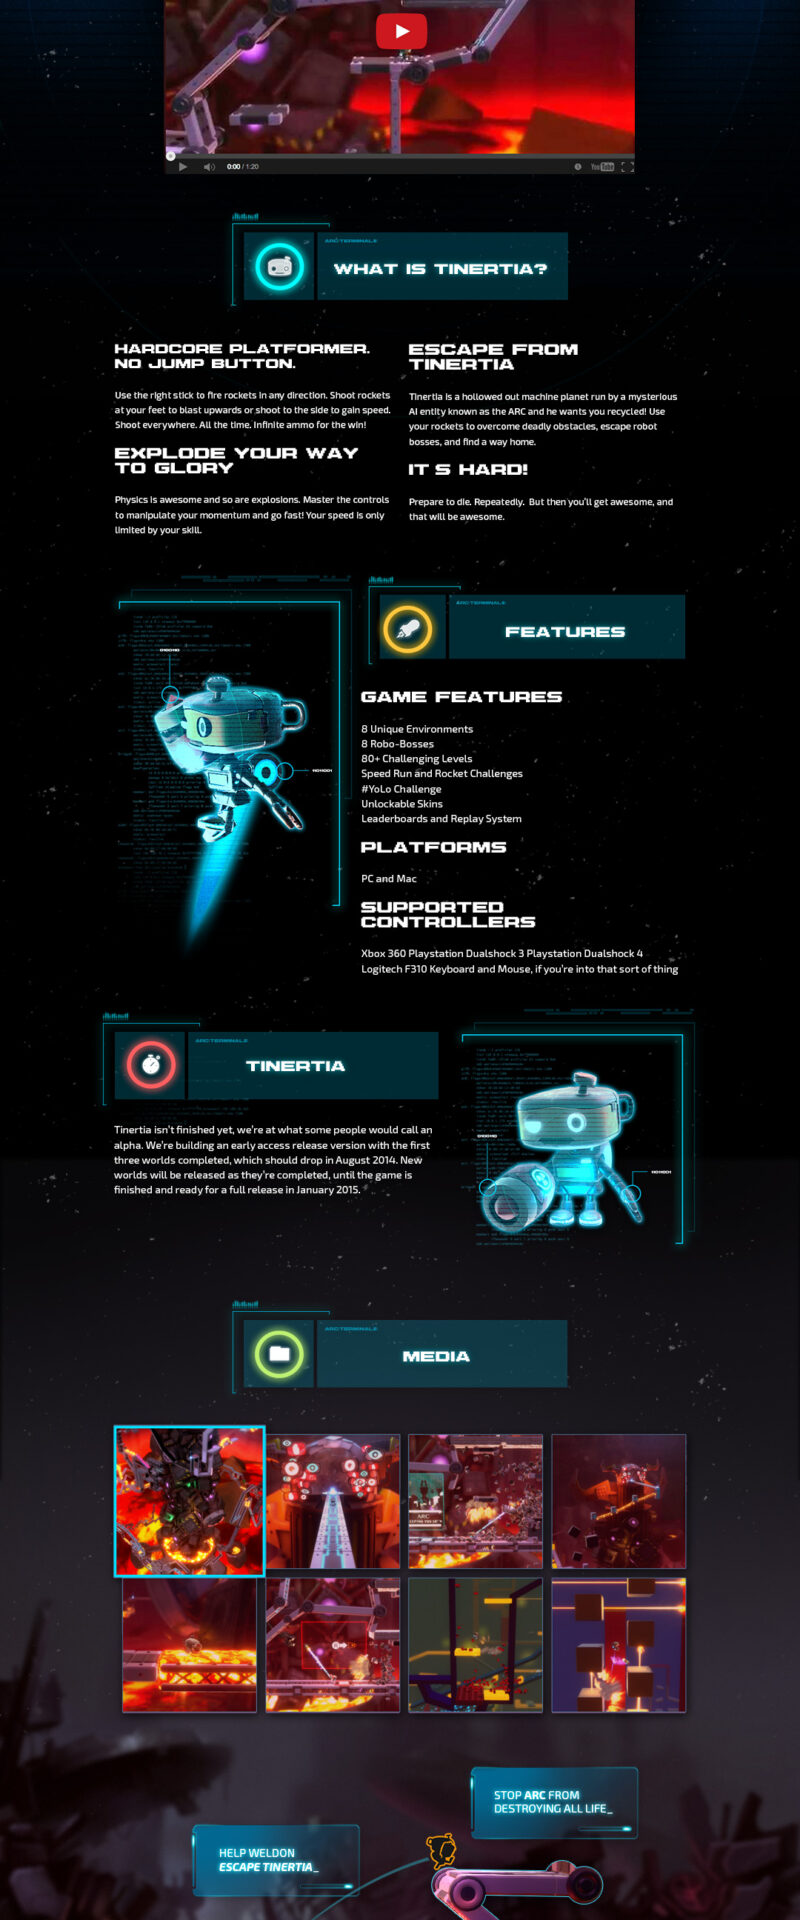 0:00 / 1:20
YouTube
ARC-TERMINALS
WHAT IS TINERTIA?
HARDCORE PLATFORMER.
NO JUMP BUTTON.
Use the right stick to fire rockets in any direction. Shoot rockets
at your feet to blast upwards or shoot to the side to gain speed.
Shoot everywhere. All the time. Infinite ammo for the win!
EXPLODE YOUR WAY
TO GLORY
Physics is awesome and so are explosions. Master the controls
to manipulate your momentum and go fast! Your speed is only
limited by your skill.
ESCAPE FROM
TINERTIA
Tinertia is a hollowed out machine planet run by a mysterious
AI entity known as the ARC and he wants you recycled! Use
your rockets to overcome deadly obstacles, escape robot
bosses, and find a way home.
IT S HARD!
Prepare to die. Repeatedly.  But then you'll get awesome, and
that will be awesome.
ARC-TERMINALS
FEATURES
GAME FEATURES
8 Unique Environments
8 Robo-Bosses
80+ Challenging Levels
Speed Run and Rocket Challenges
#YoLo Challenge
Unlockable Skins
Leaderboards and Replay System
PLATFORMS
PC and Mac
SUPPORTED
CONTROLLERS
Xbox 360 Playstation Dualshock 3 Playstation Dualshock 4
Logitech F310 Keyboard and Mouse, if you're into that sort of thing
ARC-TERMINALS
TINERTIA
Tinertia isn't finished yet, we're at what some people would call an
alpha. We're building an early access release version with the first
three worlds completed, which should drop in August 2014. New
worlds will be released as they're completed, until the game is
finished and ready for a full release in January 2015.
ARC-TERMINALS
MEDIA
ARC
STOP ARC FROM
DESTROYING ALL LIFE_
HELP WELDON
ESCAPE TINERTIA_